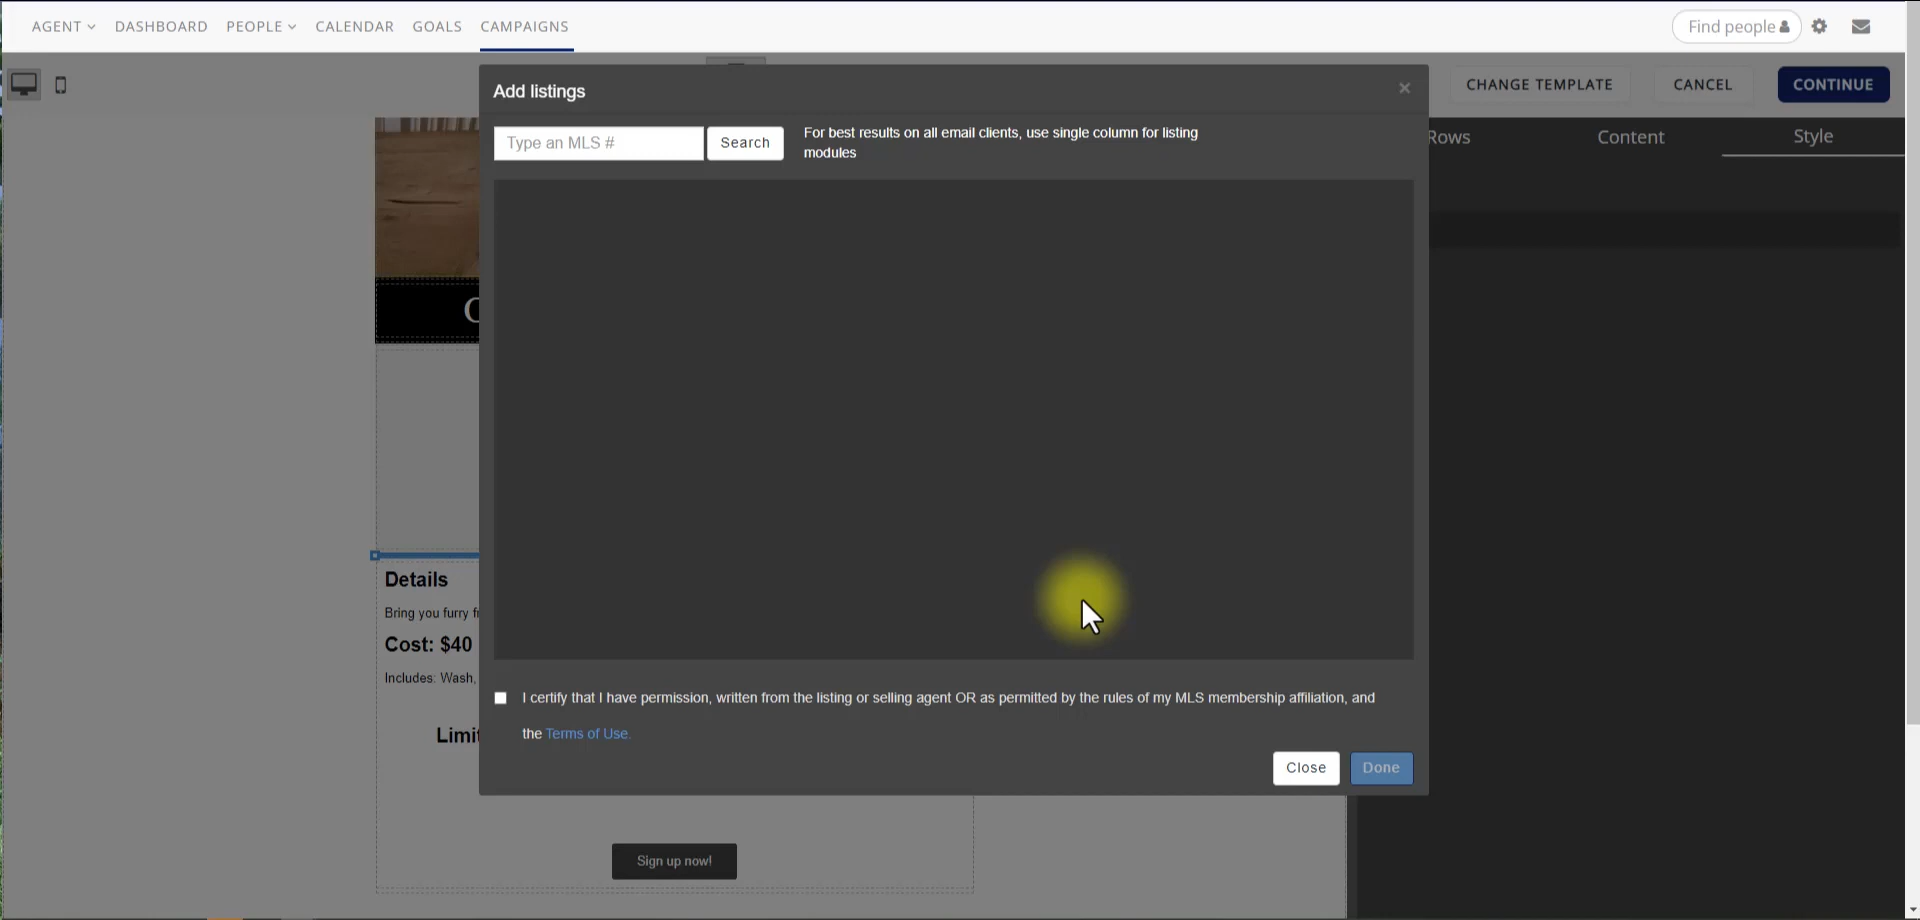 AGENT DASHBOARD PEOPLE CALENDAR GOALS CAMPAIGNS
Find people
CHANGE TEMPLATE CANCEL CONTINUE
Add listings
Type an MLS # Search
For best results on all email clients, use single column for listing
modules
Rows Content Style
Details
Bring you furry
Cost: $40
Includes: Wash,
I certify that I have permission, written from the listing or selling agent OR as permitted by the rules of my MLS membership affiliation, and
the Terms of Use.
Close Done
Sign up now!